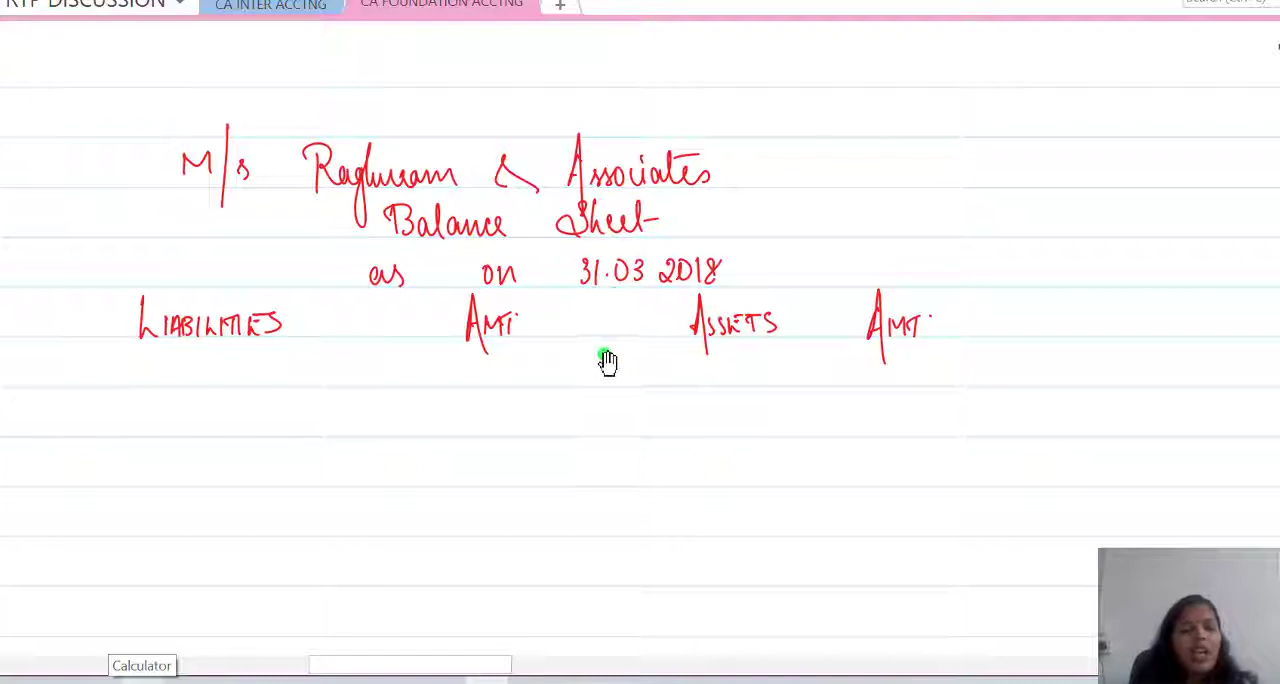 RTP DISCUSSION CA INTER ACCTNG CA FOUNDATION ACCTNG +
M/s Raghuram & Associates
Balance Sheet
as on 31.03 2018
LIABILITIES AMT. ASSETS AMT.
Calculator